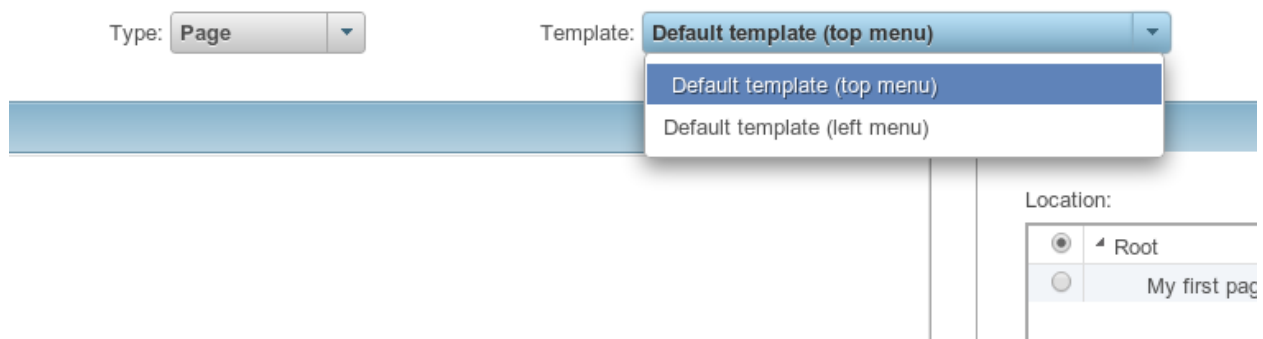 Type: Page Template: Default template (top menu)
Default template (top menu)
Default template (left menu)
Location:
Root
My first pag